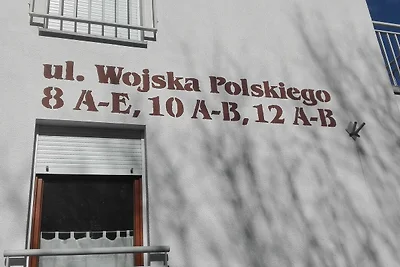 ul. Wojska Polskiego
8 A-E, 10 A-B, 12 A-B